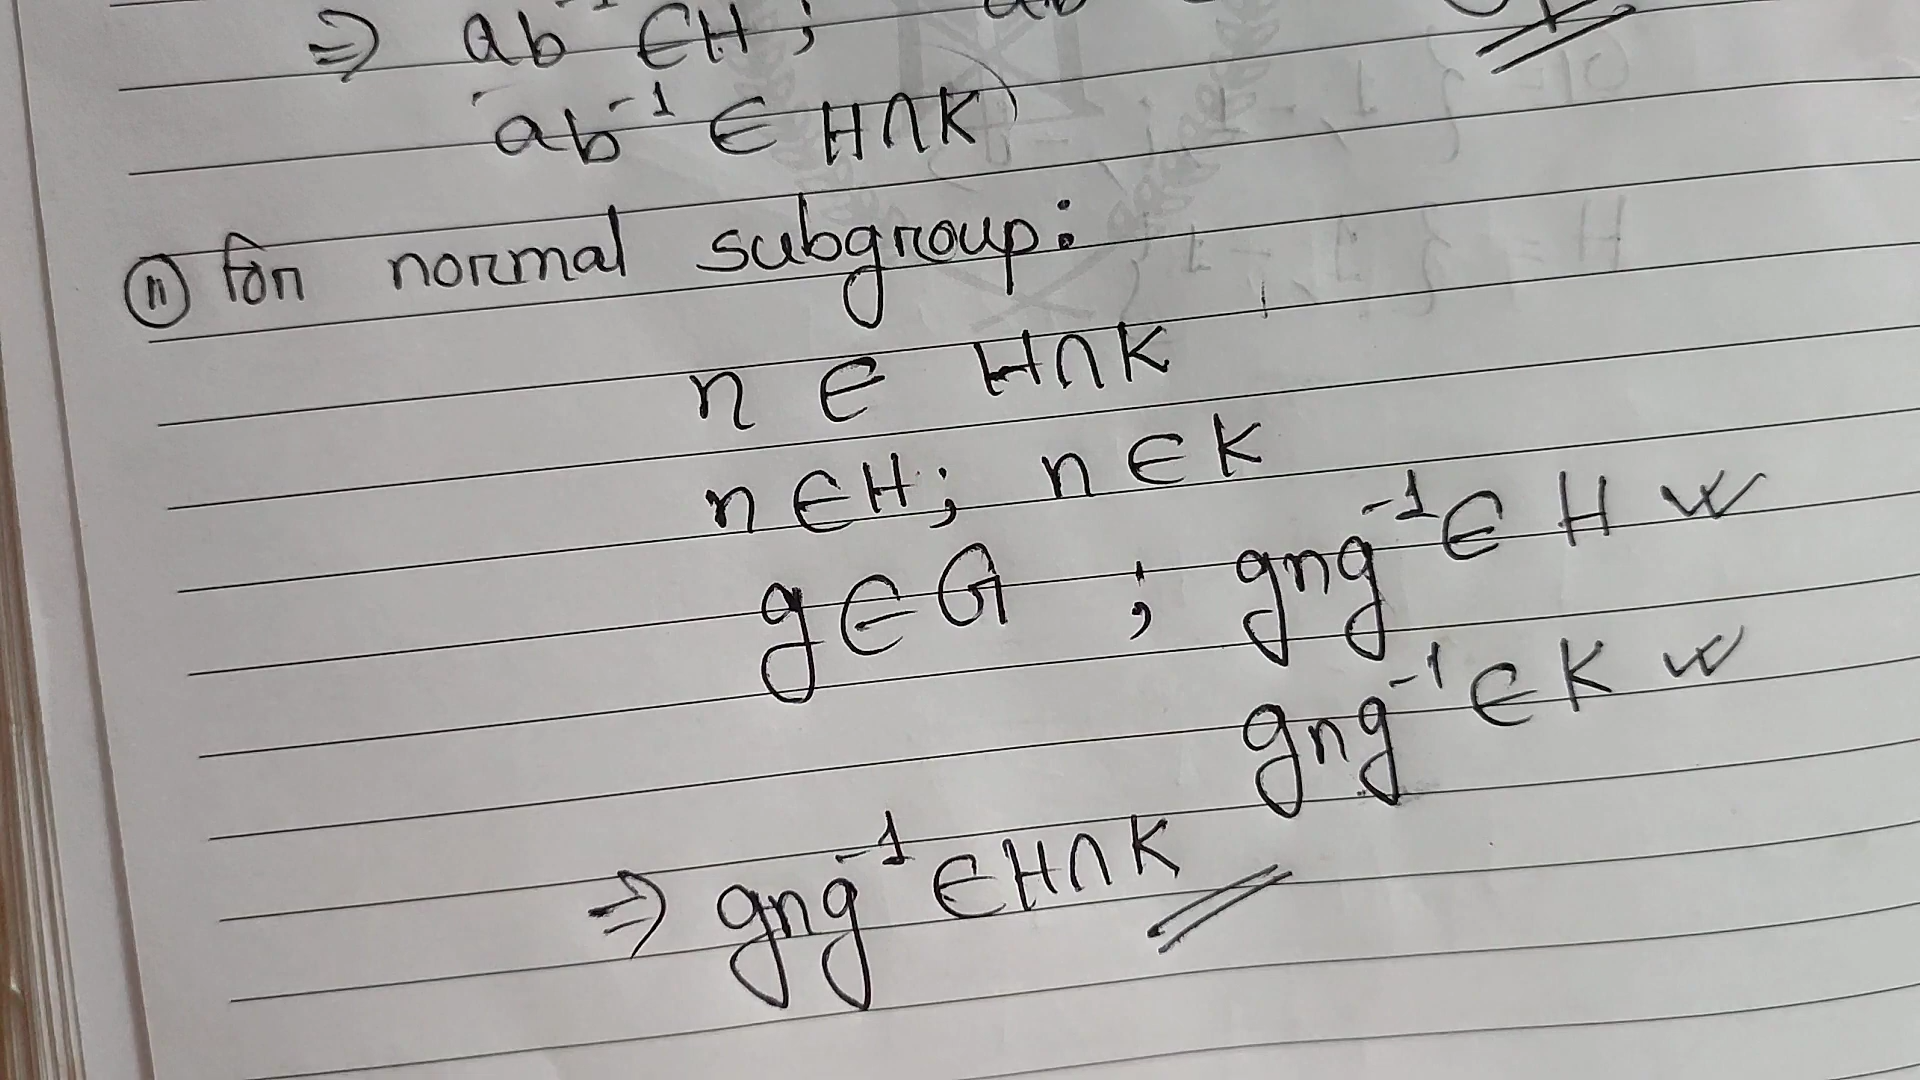 ⇒ ab⁻¹ ∈ H ;
ab⁻¹ ∈ H∩K
(ii) for normal subgroup:
n ∈ H∩K
n ∈ H; n ∈ K
g ∈ G ; gng⁻¹ ∈ H ✓✓
gng⁻¹ ∈ K ✓✓
⇒ gng⁻¹ ∈ H∩K